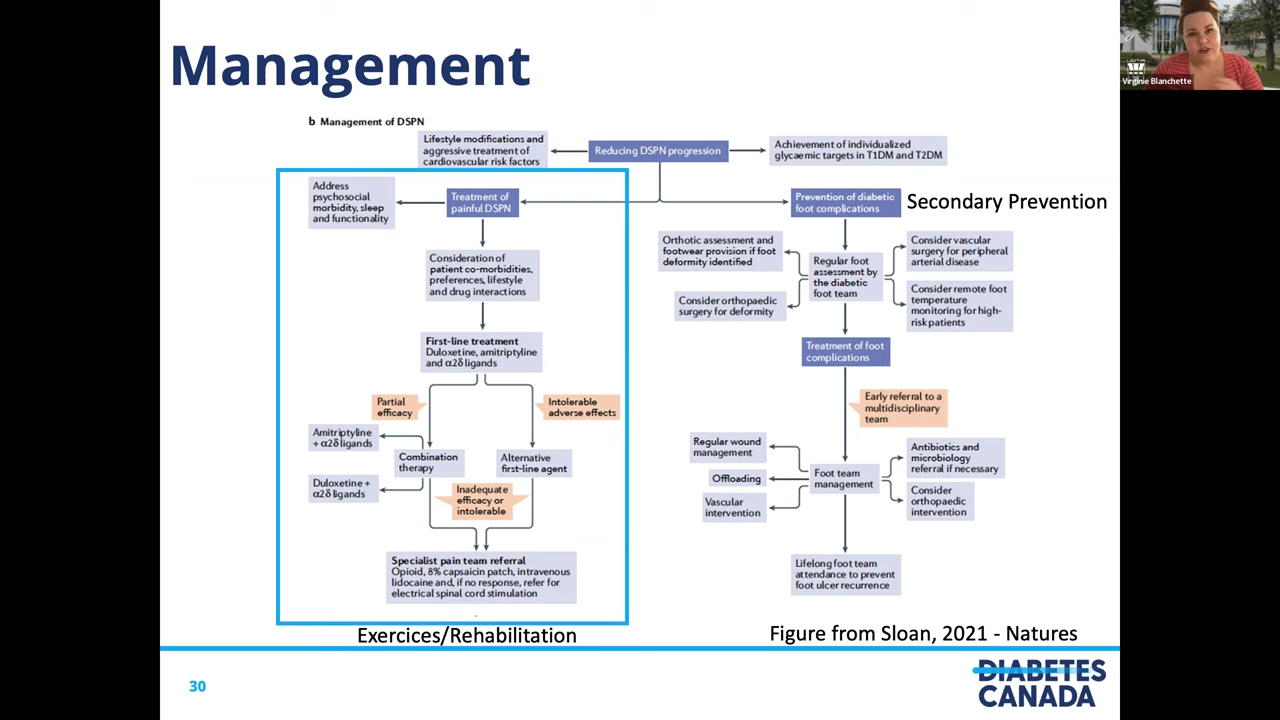 Management
Virginie Blanchette
b Management of DSPN
Lifestyle modifications and
aggressive treatment of
cardiovascular risk factors
Reducing DSPN progression
Achievement of individualized
glycaemic targets in T1DM and T2DM
Address
psychosocial
morbidity, sleep
and functionality
Treatment of
painful DSPN
Consideration of
patient co-morbidities,
preferences, lifestyle
and drug interactions
First-line treatment
Duloxetine, amitriptyline
and α2δ ligands
Partial
efficacy
Intolerable
adverse effects
Amitriptyline
+ α2δ ligands
Combination
therapy
Alternative
first-line agent
Duloxetine +
α2δ ligands
Inadequate
efficacy or
intolerable
Specialist pain team referral
Opioid, 8% capsaicin patch, intravenous
lidocaine and, if no response, refer for
electrical spinal cord stimulation
Exercices/Rehabilitation
Prevention of diabetic
foot complications
Secondary Prevention
Orthotic assessment and
footwear provision if foot
deformity identified
Regular foot
assessment by
the diabetic
foot team
Consider vascular
surgery for peripheral
arterial disease
Consider orthopaedic
surgery for deformity
Consider remote foot
temperature
monitoring for high-
risk patients
Treatment of foot
complications
Early referral to a
multidisciplinary
team
Regular wound
management
Offloading
Vascular
intervention
Foot team
management
Antibiotics and
microbiology
referral if necessary
Consider
orthopaedic
intervention
Lifelong foot team
attendance to prevent
foot ulcer recurrence
Figure from Sloan, 2021 - Natures
30
DIABETES
CANADA